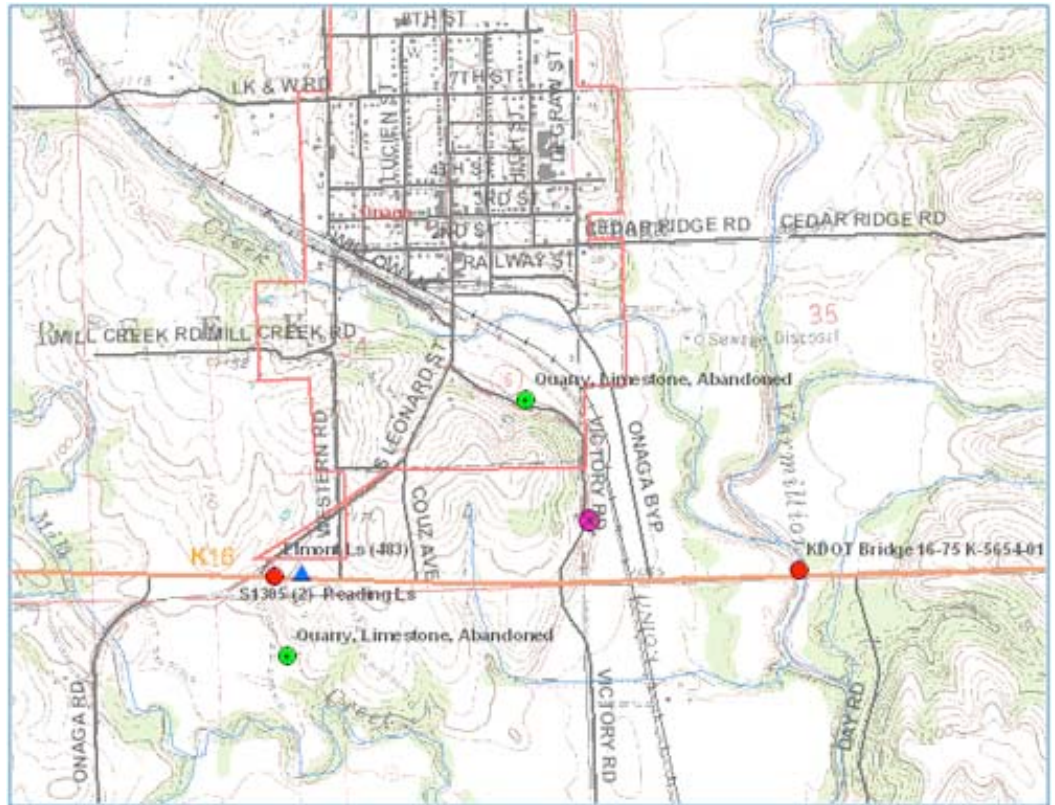 8TH ST
7TH ST
LK & W RD
LUCIEN ST
HIGH ST
DEGRAW ST
4TH ST
3RD ST
2ND ST
RAILWAY ST
CEDAR RIDGE RD
CEDAR RIDGE RD
Creek
MILL CREEK RD
MILL CREEK RD
35
Sewage Disposal
S LEONARD ST
Quarry, Limestone, Abandoned
VICTORY RD
ONAGA BYP
Vermillion
WESTERN RD
COUZ AVE
K16
Elmont Ls (483)
KDOT Bridge 16-75 K-5654-01
S1305 (2) Reading Ls
Quarry, Limestone, Abandoned
UNION
Creek
ONAGA RD
VICTORY RD
DAY RD